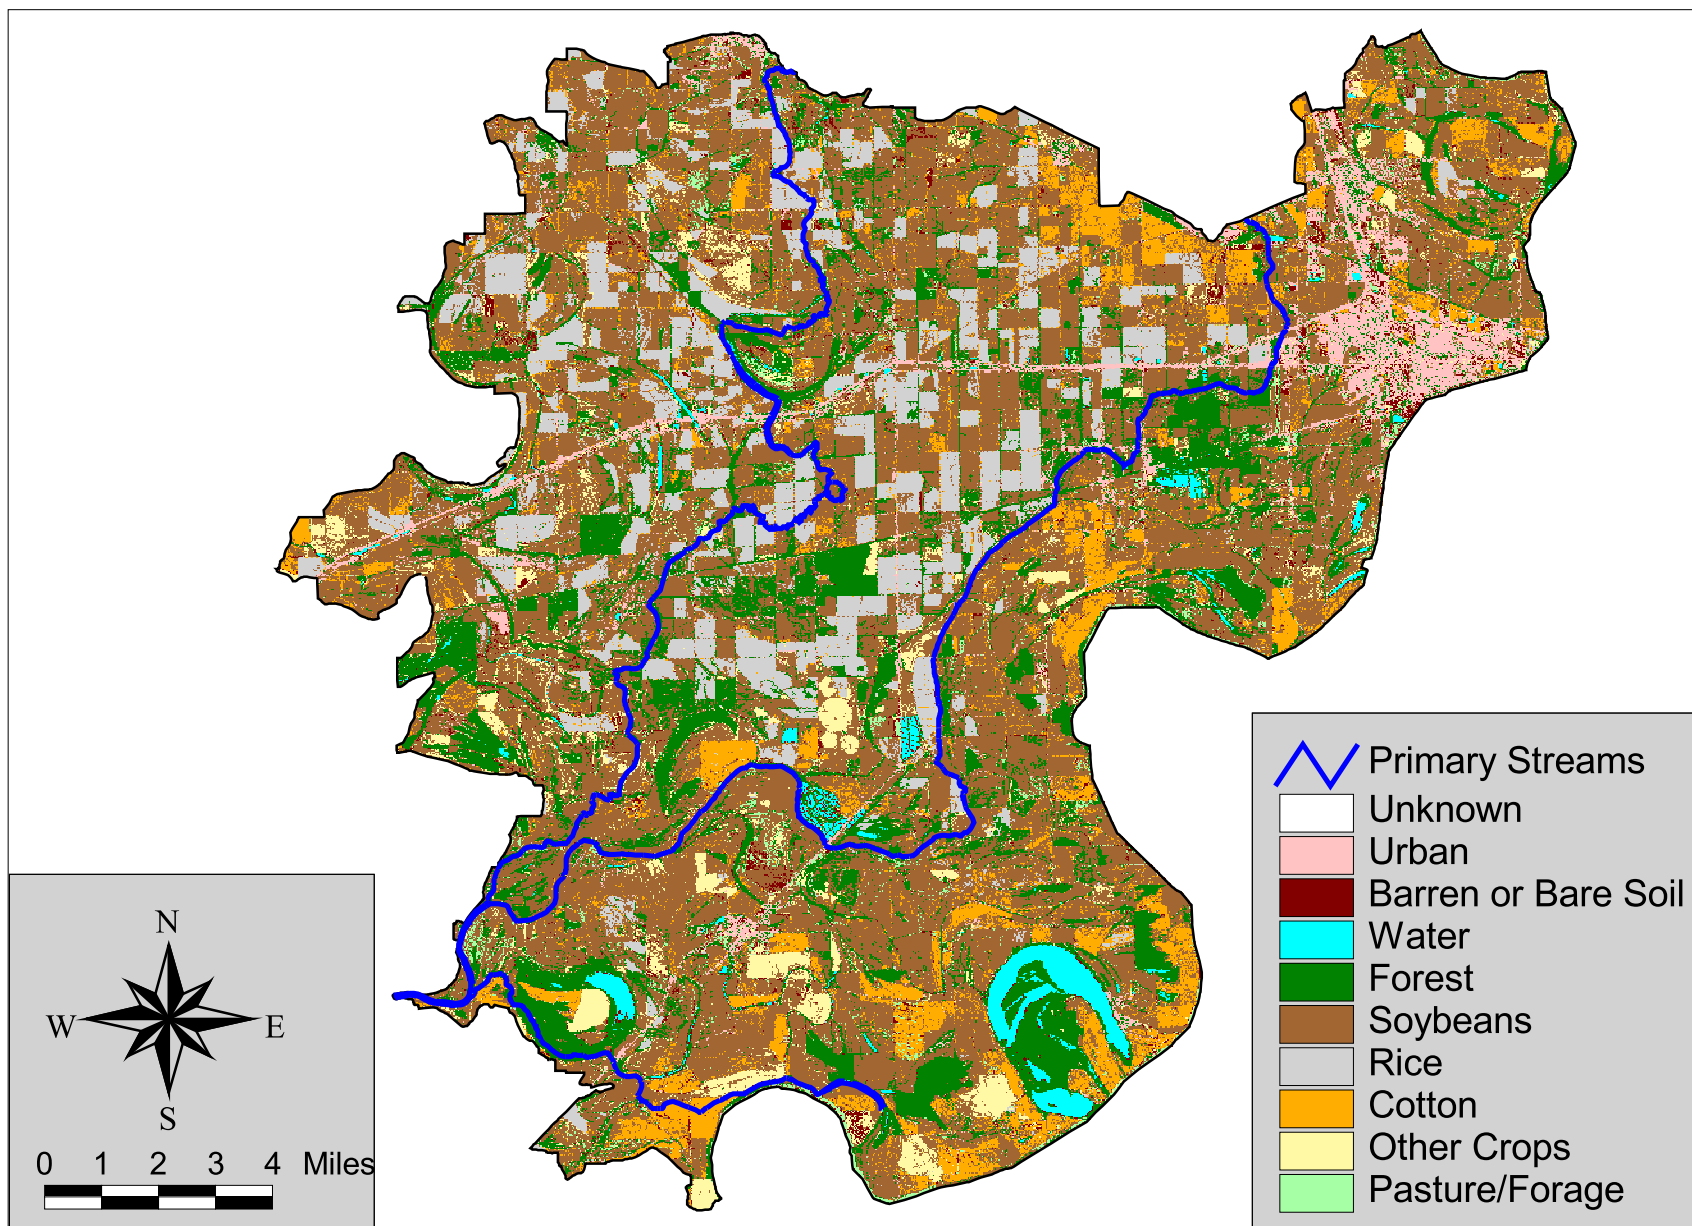 Primary Streams
Unknown
Urban
Barren or Bare Soil
Water
Forest
Soybeans
Rice
Cotton
Other Crops
Pasture/Forage
N
W E
S
0 1 2 3 4 Miles